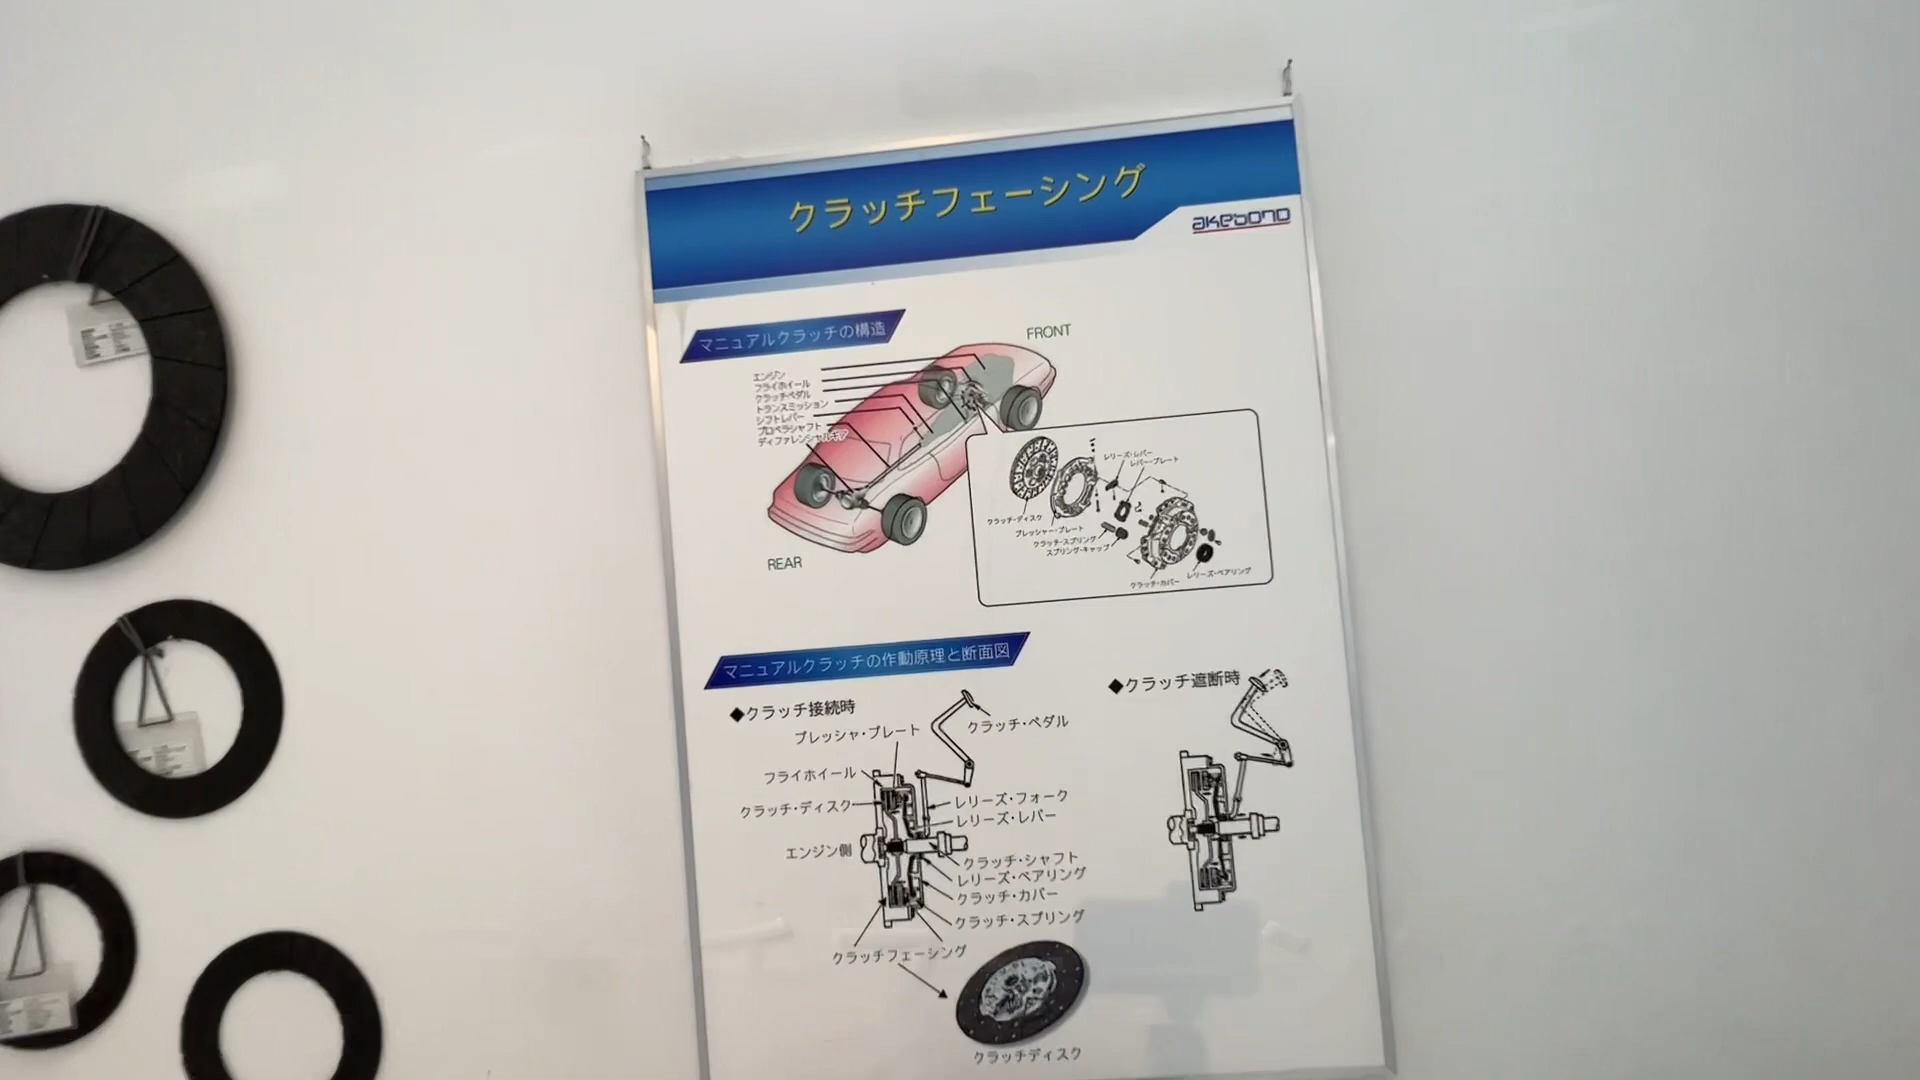 クラッチフェーシング
akebono
マニュアルクラッチの構造
FRONT
エンジン
フライホイール
クラッチペダル
トランスミッション
シフトレバー
プロペラシャフト
ディファレンシャルギア
レリーズ・レバー
レバー・プレート
クラッチ・ディスク
プレッシャー・プレート
クラッチ・スプリング
スプリング・キャップ
クラッチ・カバー
レリーズ・ベアリング
REAR
マニュアルクラッチの作動原理と断面図
◆クラッチ接続時
◆クラッチ遮断時
プレッシャ・プレート
クラッチ・ペダル
フライホイール
クラッチ・ディスク
レリーズ・フォーク
レリーズ・レバー
エンジン側
クラッチ・シャフト
レリーズ・ベアリング
クラッチ・カバー
クラッチ・スプリング
クラッチフェーシング
クラッチディスク